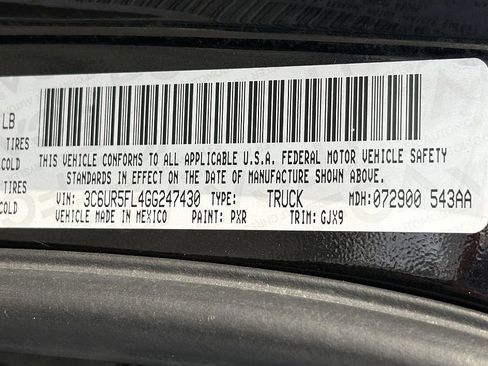 LB
TIRES
COLD
TIRES
COLD
THIS VEHICLE CONFORMS TO ALL APPLICABLE U.S.A. FEDERAL MOTOR VEHICLE SAFETY
STANDARDS IN EFFECT ON THE DATE OF MANUFACTURE SHOWN ABOVE.
VIN: 3C6UR5FL4GG247430 TYPE: TRUCK MDH: 072900 543AA
VEHICLE MADE IN MEXICO PAINT: PXR TRIM: GJX9